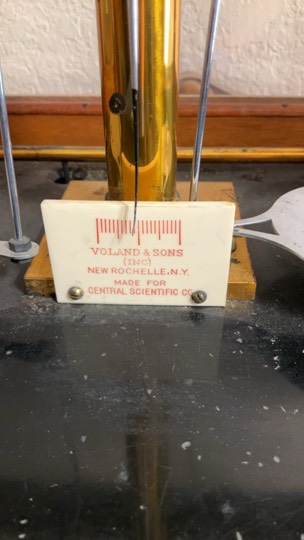 VOLAND & SONS
(INC)
NEW ROCHELLE, N.Y.
MADE FOR
CENTRAL SCIENTIFIC CO